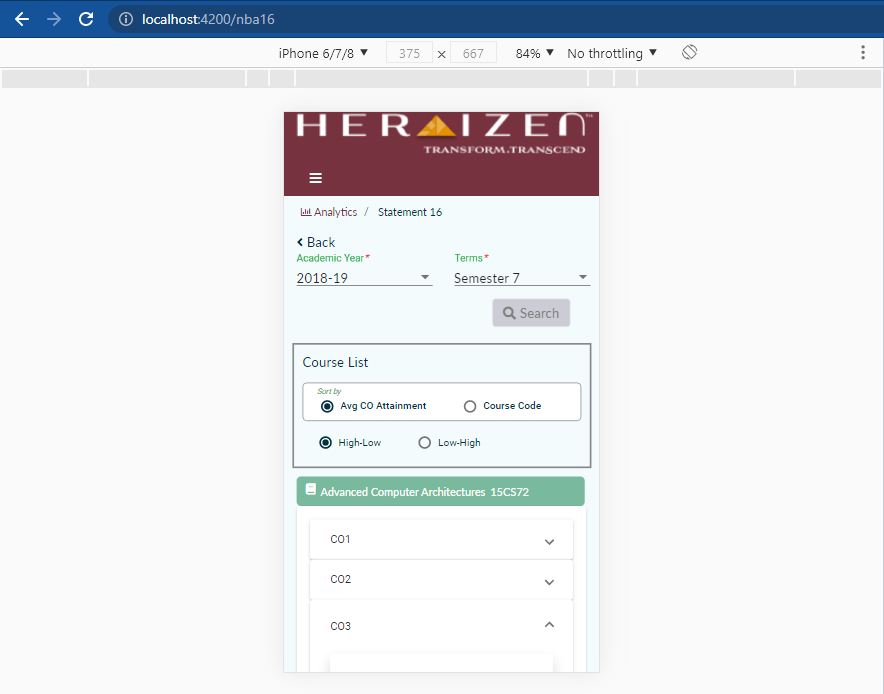 localhost:4200/nba16
iPhone 6/7/8 375 x 667 84% No throttling
HERAIZEN™
TRANSFORM.TRANSCEND
Analytics / Statement 16
Back
Academic Year* Terms*
2018-19 Semester 7
Search
Course List
Sort by
Avg CO Attainment Course Code
High-Low Low-High
Advanced Computer Architectures 15CS72
CO1
CO2
CO3